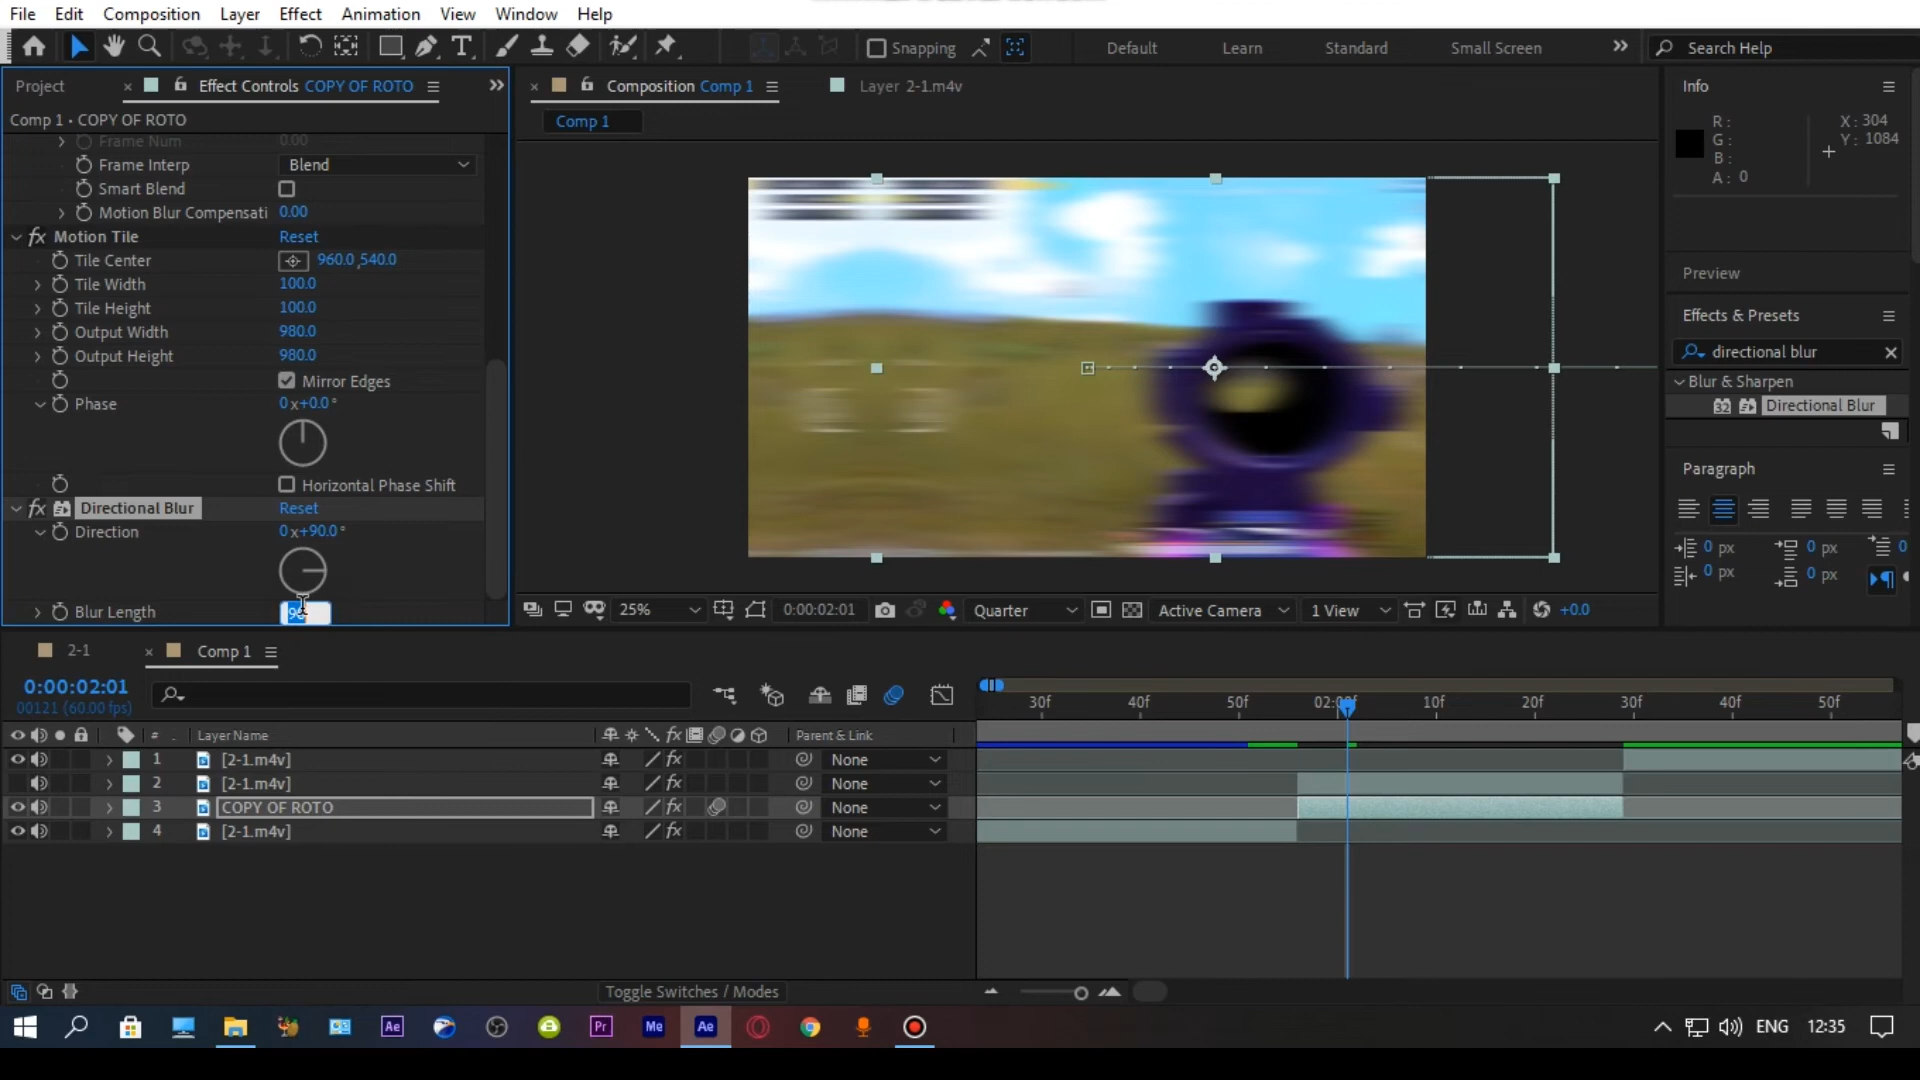 File Edit Composition Layer Effect Animation View Window Help
Snapping Default Learn Standard Small Screen Search Help
Project Effect Controls COPY OF ROTO
Composition Comp 1 Layer 2-1.m4v
Info
Comp 1 • COPY OF ROTO
Comp 1
R: X: 304
G: Y: 1084
B:
A: 0
Frame Num 0.00
Frame Interp Blend
Smart Blend
Motion Blur Compensati 0.00
Motion Tile Reset
Tile Center 960.0,540.0
Tile Width 100.0
Tile Height 100.0
Output Width 980.0
Output Height 980.0
Mirror Edges
Phase 0x+0.0°
Horizontal Phase Shift
Directional Blur Reset
Direction 0x+90.0°
Blur Length
Preview
Effects & Presets
directional blur
Blur & Sharpen
32 Directional Blur
Paragraph
0 px 0 px 0
0 px 0 px
25% 0:00:02:01 Quarter Active Camera 1 View +0.0
2-1 Comp 1
0:00:02:01
00121 (60.00 fps)
30f 40f 50f 10f 20f 30f 40f 50f
# Layer Name Parent & Link
1 [2-1.m4v] None
2 [2-1.m4v] None
3 COPY OF ROTO None
4 [2-1.m4v] None
Toggle Switches / Modes
Ae Pr Me Ae ENG 12:35